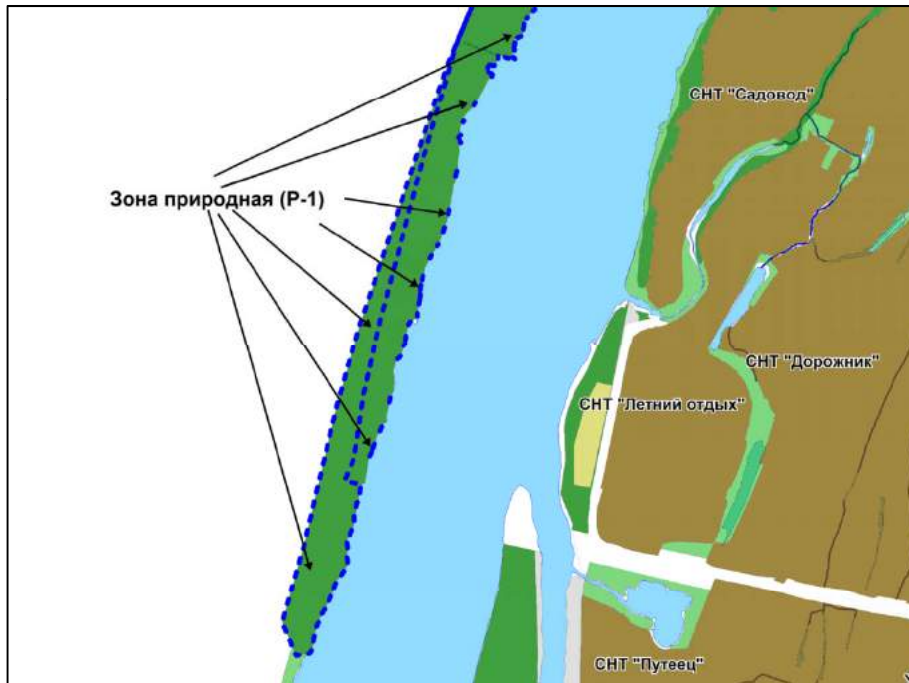 СНТ "Садовод"
Зона природная (Р-1)
СНТ "Дорожник"
СНТ "Летний отдых"
СНТ "Путеец"